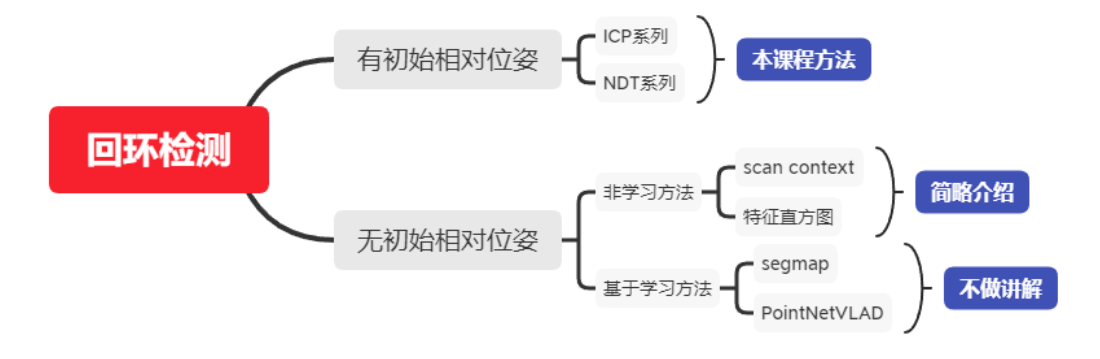 回环检测
有初始相对位姿
ICP系列
NDT系列
本课程方法
无初始相对位姿
非学习方法
scan context
特征直方图
简略介绍
基于学习方法
segmap
PointNetVLAD
不做讲解